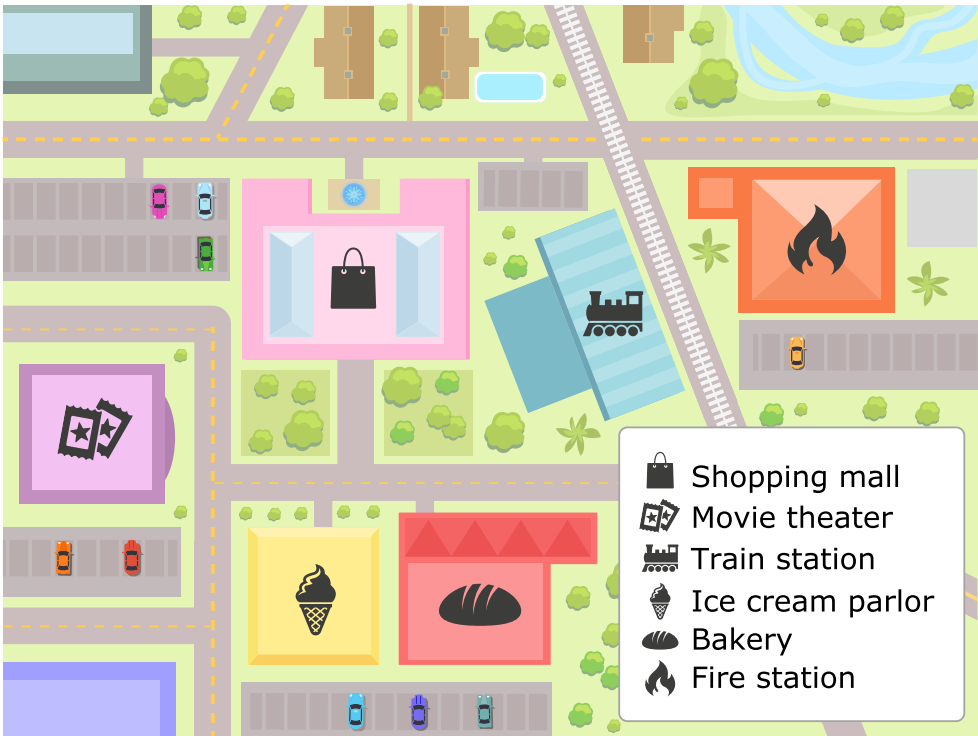 Shopping mall
Movie theater
Train station
Ice cream parlor
Bakery
Fire station